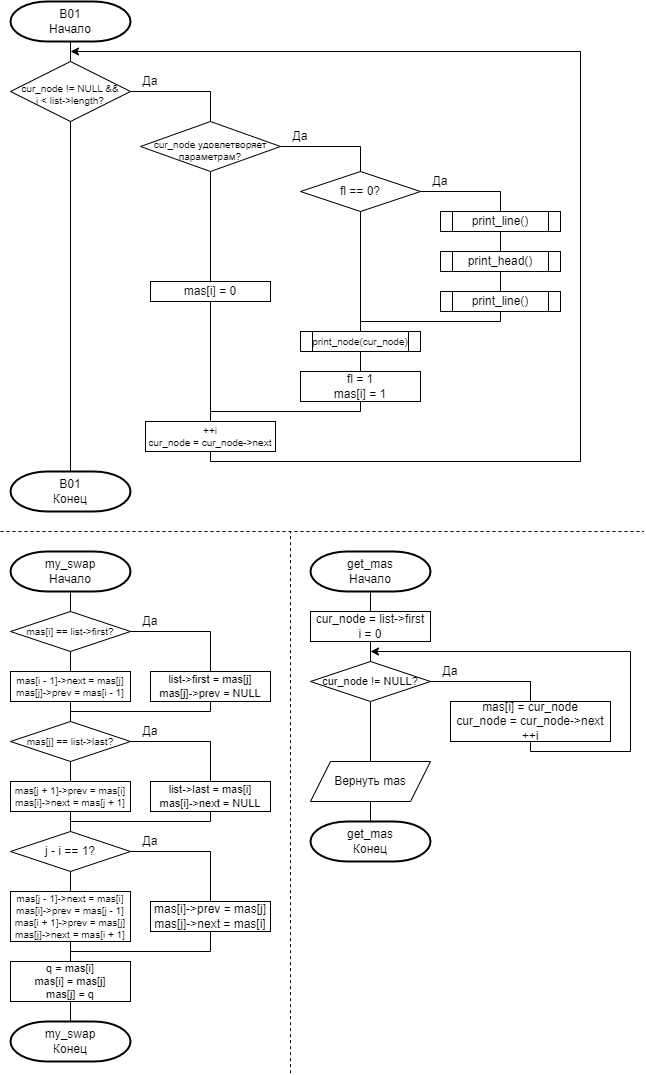 B01
Начало
cur_node != NULL &&
i < list->length?
Да
cur_node удовлетворяет
параметрам?
Да
fl == 0?
Да
print_line()
print_head()
print_line()
mas[i] = 0
print_node(cur_node)
fl = 1
mas[i] = 1
++i
cur_node = cur_node->next
B01
Конец
my_swap
Начало
mas[i] == list->first?
Да
mas[i - 1]->next = mas[j]
mas[j]->prev = mas[i - 1]
list->first = mas[j]
mas[j]->prev = NULL
mas[j] == list->last?
Да
mas[j + 1]->prev = mas[i]
mas[i]->next = mas[j + 1]
list->last = mas[i]
mas[i]->next = NULL
j - i == 1?
Да
mas[j - 1]->next = mas[i]
mas[i]->prev = mas[j - 1]
mas[i + 1]->prev = mas[j]
mas[j]->next = mas[i + 1]
mas[i]->prev = mas[j]
mas[j]->next = mas[i]
q = mas[i]
mas[i] = mas[j]
mas[j] = q
my_swap
Конец
get_mas
Начало
cur_node = list->first
i = 0
cur_node != NULL?
Да
mas[i] = cur_node
cur_node = cur_node->next
++i
Вернуть mas
get_mas
Конец